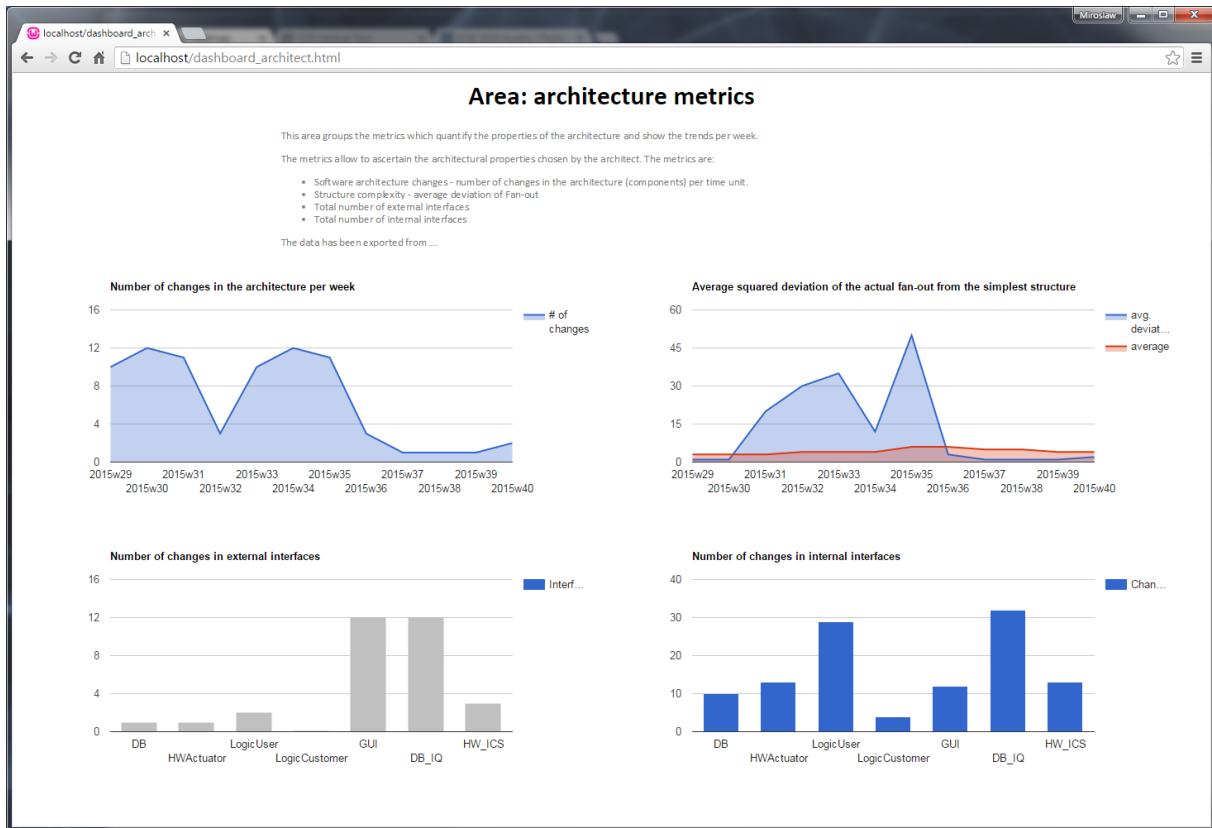 Miroslaw
localhost/dashboard_arch
localhost/dashboard_architect.html
Area: architecture metrics
This area groups the metrics which quantify the properties of the architecture and show the trends per week.
The metrics allow to ascertain the architectural properties chosen by the architect. The metrics are:
• Software architecture changes - number of changes in the architecture (components) per time unit.
• Structure complexity - average deviation of Fan-out
• Total number of external interfaces
• Total number of internal interfaces
The data has been exported from ...
Number of changes in the architecture per week
16
12
8
4
0
2015w29 2015w31 2015w33 2015w35 2015w37 2015w39
2015w30 2015w32 2015w34 2015w36 2015w38 2015w40
# of
changes
Average squared deviation of the actual fan-out from the simplest structure
60
45
30
15
0
2015w29 2015w31 2015w33 2015w35 2015w37 2015w39
2015w30 2015w32 2015w34 2015w36 2015w38 2015w40
avg.
deviat...
average
Number of changes in external interfaces
16
12
8
4
0
DB LogicUser GUI HW_ICS
HWActuator LogicCustomer DB_IQ
Interf...
Number of changes in internal interfaces
40
30
20
10
0
DB LogicUser GUI HW_ICS
HWActuator LogicCustomer DB_IQ
Chan...